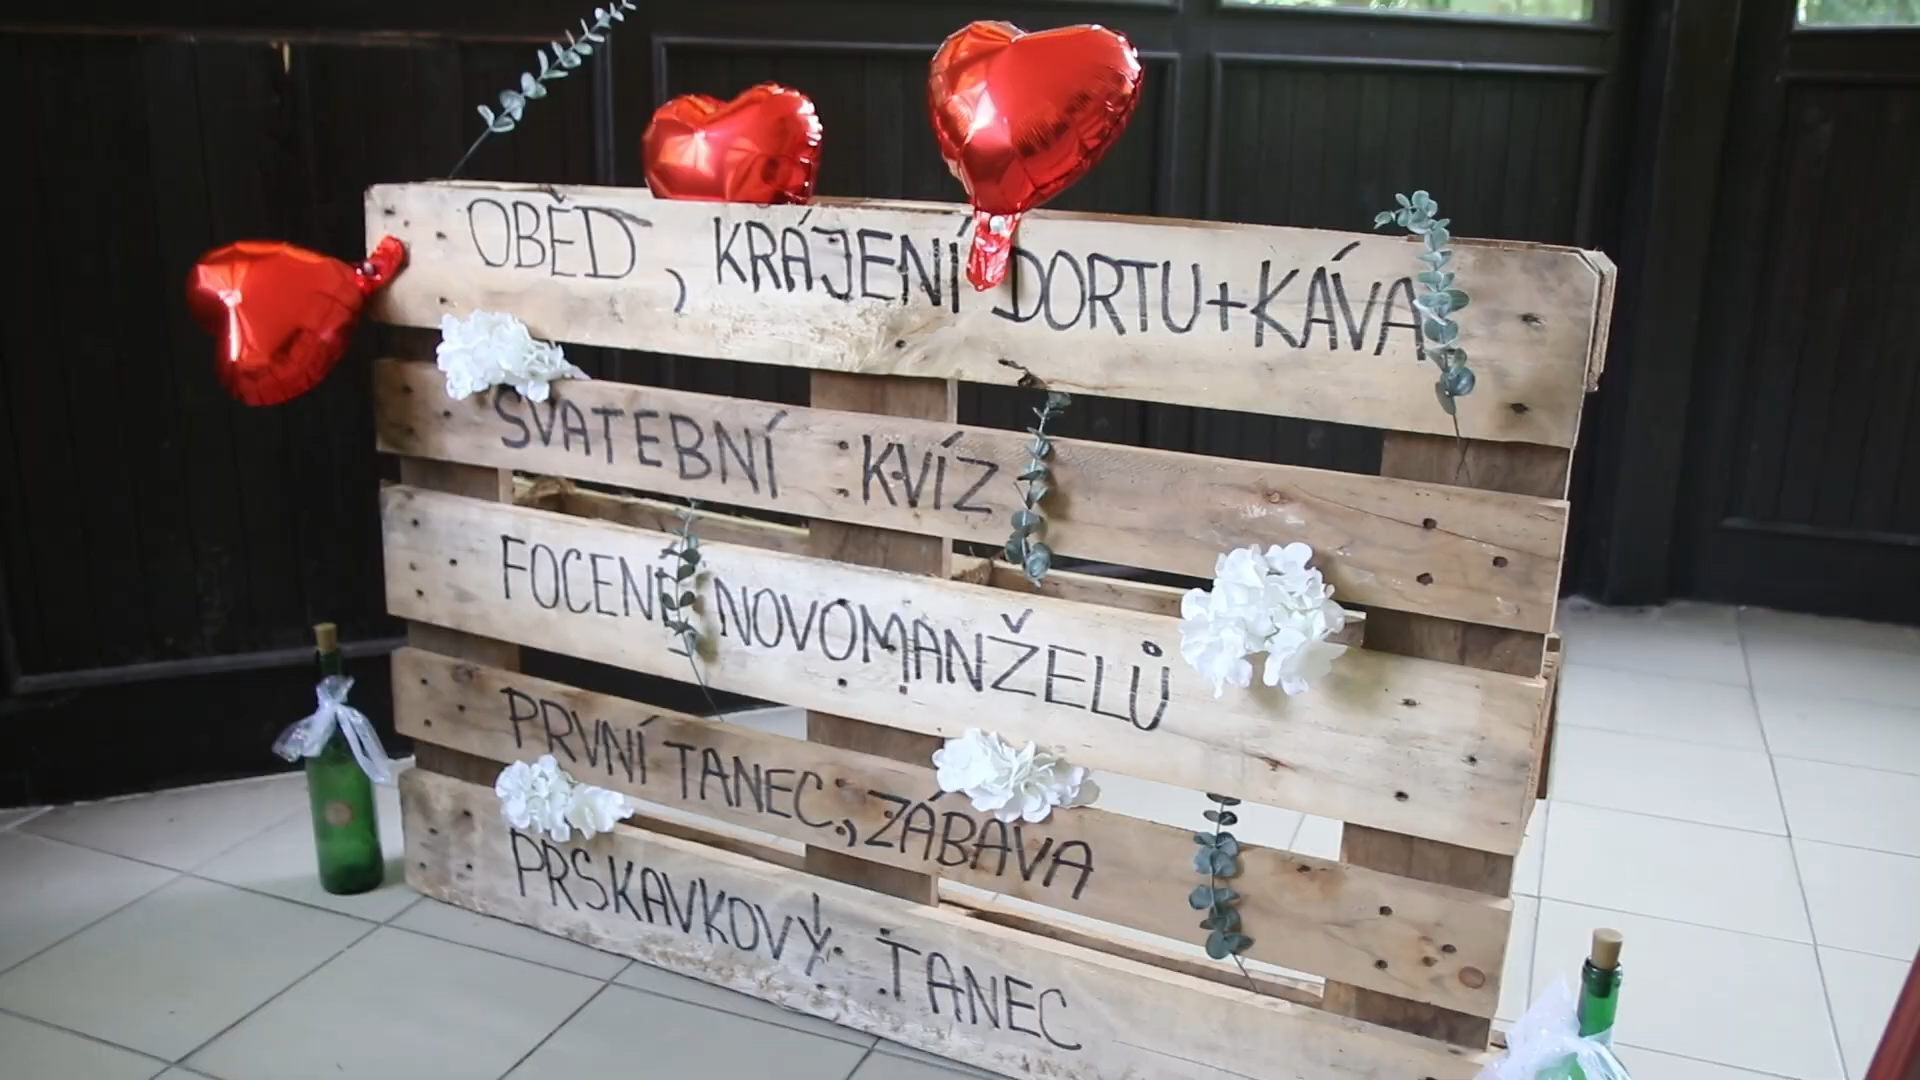 OBĚD, KRÁJENÍ DORTU+KÁVA
SVATEBNÍ KVÍZ
FOCENÍ NOVOMANŽELŮ
PRVNÍ TANEC, ZÁBAVA
PRSKAVKOVÝ TANEC